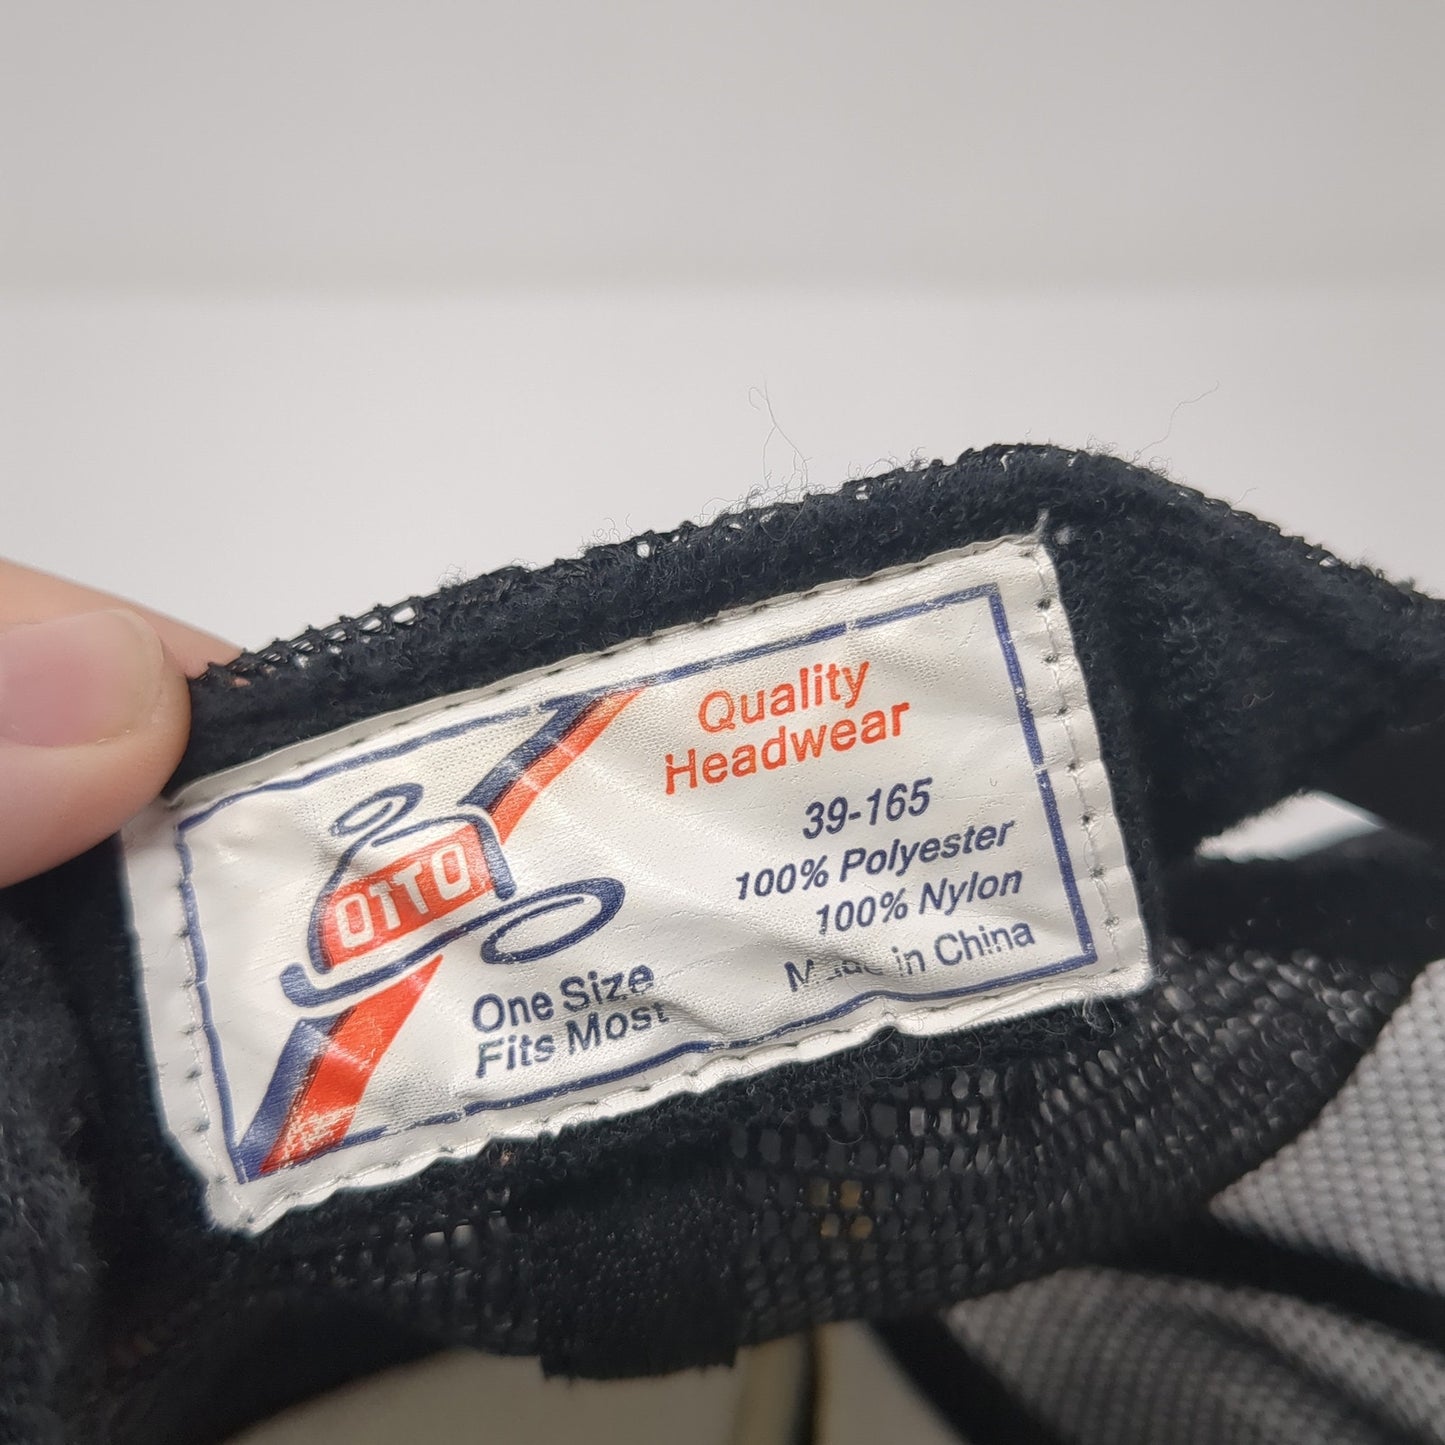 OTTO
One Size
Fits Most
Quality
Headwear
39-165
100% Polyester
100% Nylon
Made in China